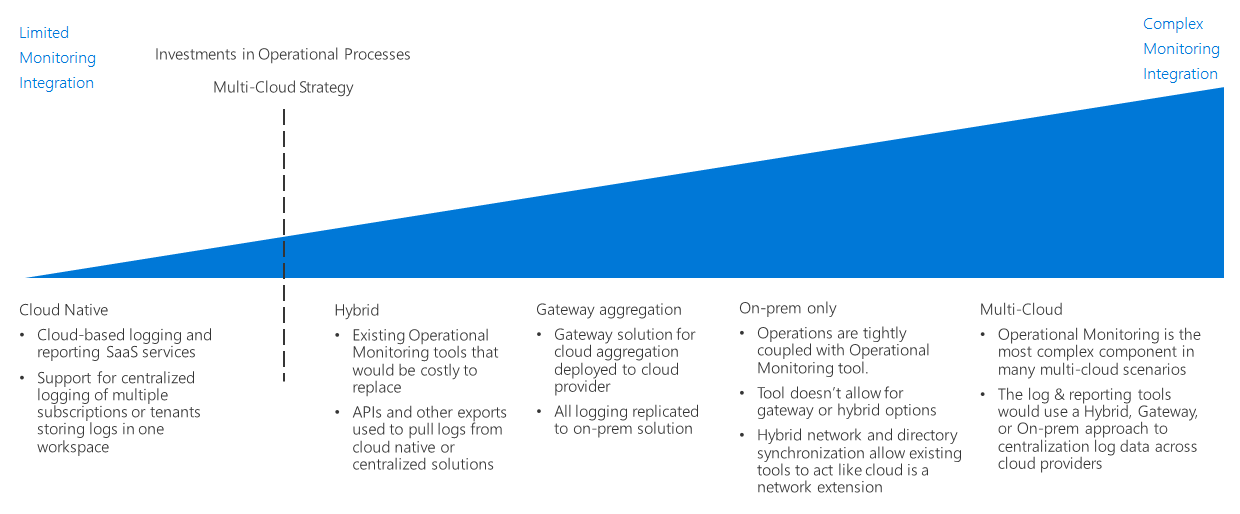 Limited
Monitoring
Integration
Investments in Operational Processes
Multi-Cloud Strategy
Complex
Monitoring
Integration
Cloud Native
• Cloud-based logging and
reporting SaaS services
• Support for centralized
logging of multiple
subscriptions or tenants
storing logs in one
workspace
Hybrid
• Existing Operational
Monitoring tools that
would be costly to
replace
• APIs and other exports
used to pull logs from
cloud native or
centralized solutions
Gateway aggregation
• Gateway solution for
cloud aggregation
deployed to cloud
provider
• All logging replicated
to on-prem solution
On-prem only
• Operations are tightly
coupled with Operational
Monitoring tool.
• Tool doesn't allow for
gateway or hybrid options
• Hybrid network and directory
synchronization allow existing
tools to act like cloud is a
network extension
Multi-Cloud
• Operational Monitoring is the
most complex component in
many multi-cloud scenarios
• The log & reporting tools
would use a Hybrid, Gateway,
or On-prem approach to
centralization log data across
cloud providers